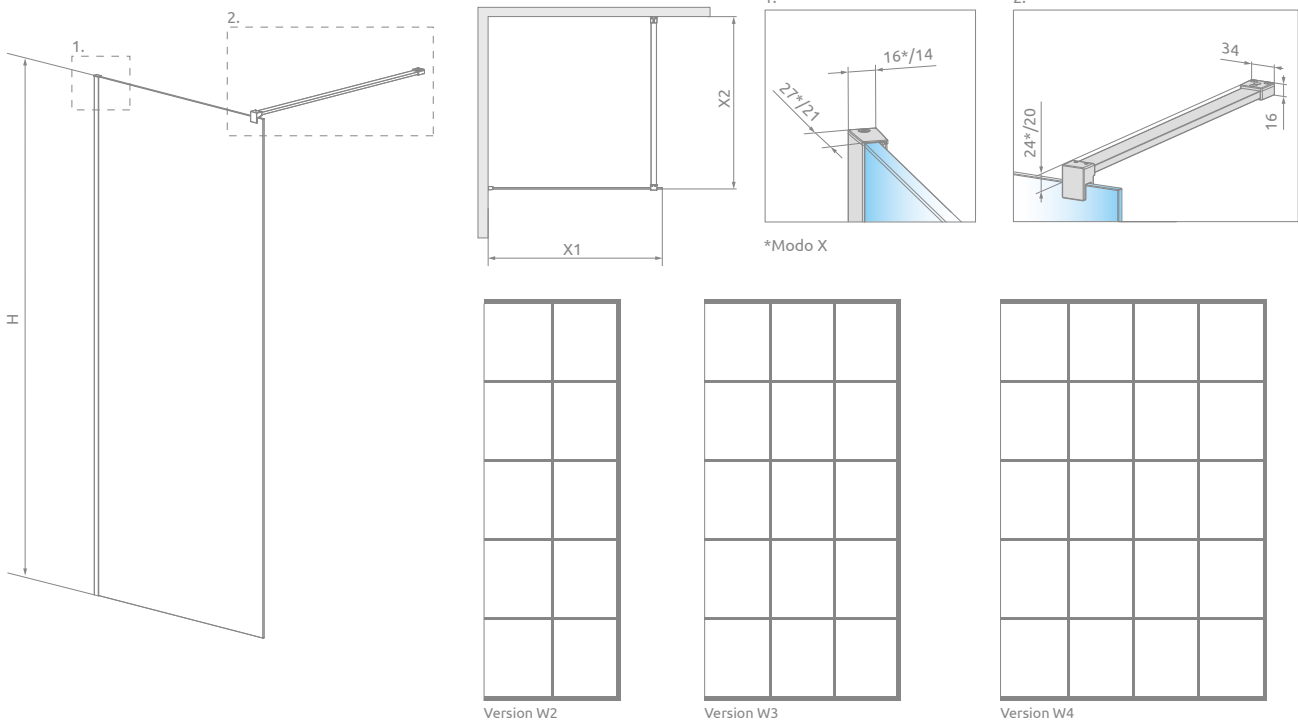 1.
2.
H
X2
X1
1.
16*/14
27*/21
*Modo X
2.
34
16
24*/20
Version W2
Version W3
Version W4